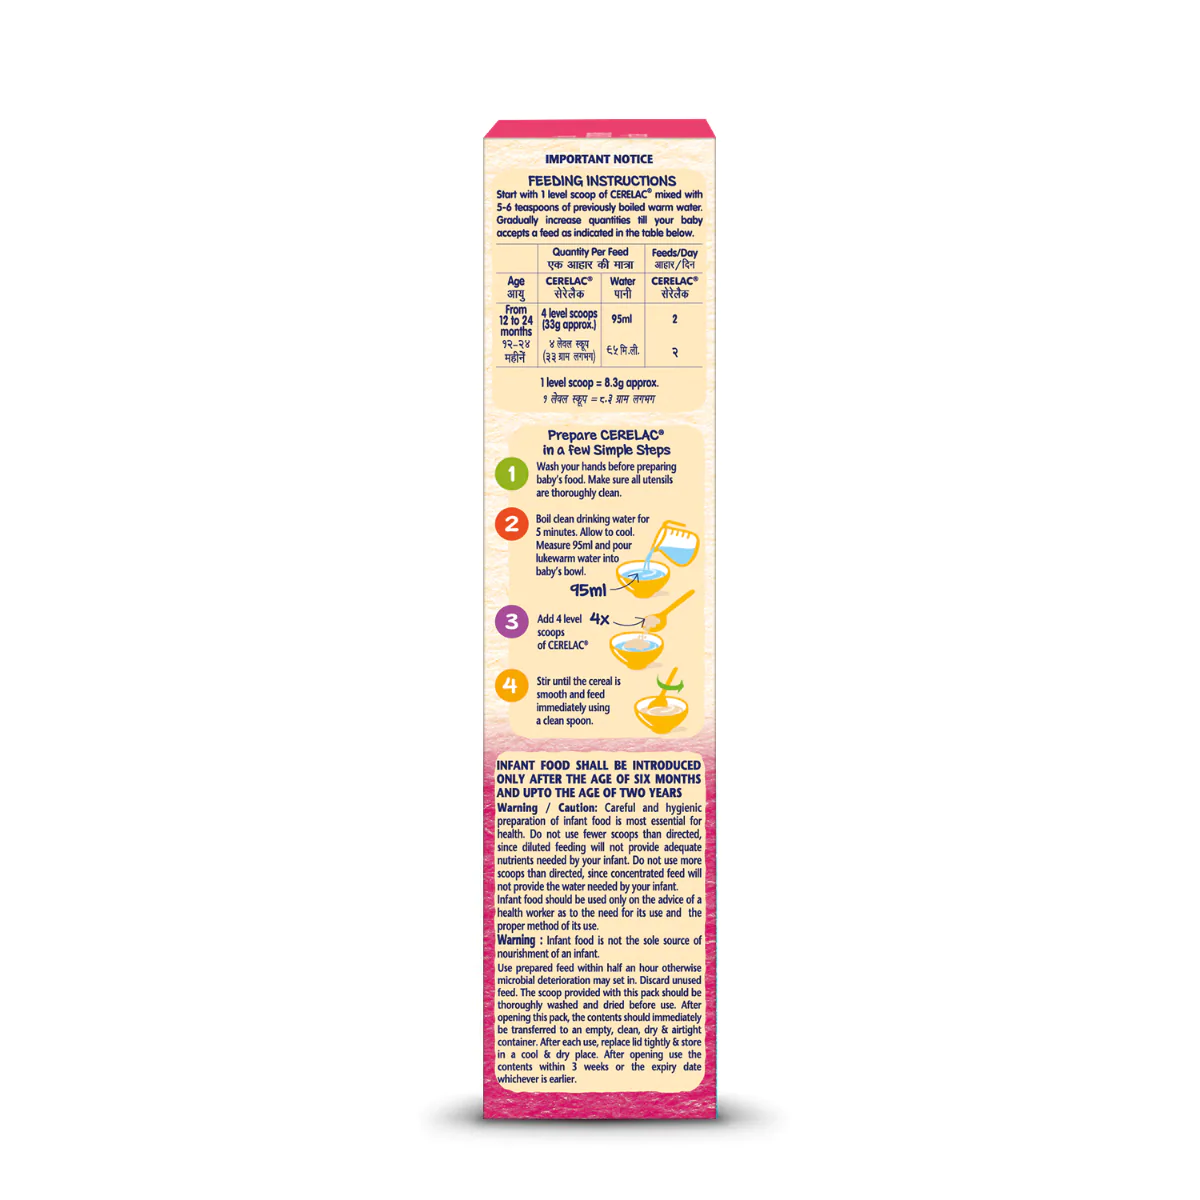 IMPORTANT NOTICE
FEEDING INSTRUCTIONS
Start with 1 level scoop of CERELAC® mixed with
5-6 teaspoons of previously boiled warm water.
Gradually increase quantities till your baby
accepts a feed as indicated in the table below.
Quantity Per Feed Feeds/Day
एक आहार की मात्रा आहार/दिन
Age CERELAC® Water CERELAC®
आयु सेरेलैक पानी सेरेलैक
From
12 to 24
months
4 level scoops
(33g approx.)
95ml
2
१२-२४
महीनें
४ लेवल स्कूप
(३३ ग्राम लगभग)
९५ मि.ली.
२
1 level scoop = 8.3g approx.
१ लेवल स्कूप = ८.३ ग्राम लगभग
Prepare CERELAC®
in a few Simple Steps
1
Wash your hands before preparing
baby's food. Make sure all utensils
are thoroughly clean.
2
Boil clean drinking water for
5 minutes. Allow to cool.
Measure 95ml and pour
lukewarm water into
baby's bowl.
95ml
3
Add 4 level
scoops
of CERELAC®
4x
4
Stir until the cereal is
smooth and feed
immediately using
a clean spoon.
INFANT FOOD SHALL BE INTRODUCED
ONLY AFTER THE AGE OF SIX MONTHS
AND UPTO THE AGE OF TWO YEARS
Warning / Caution: Careful and hygienic
preparation of infant food is most essential for
health. Do not use fewer scoops than directed,
since diluted feeding will not provide adequate
nutrients needed by your infant. Do not use more
scoops than directed, since concentrated feed will
not provide the water needed by your infant.
Infant food should be used only on the advice of a
health worker as to the need for its use and the
proper method of its use.
Warning : Infant food is not the sole source of
nourishment of an infant.
Use prepared feed within half an hour otherwise
microbial deterioration may set in. Discard unused
feed. The scoop provided with this pack should be
thoroughly washed and dried before use. After
opening this pack, the contents should immediately
be transferred to an empty, clean, dry & airtight
container. After each use, replace lid tightly & store
in a cool & dry place. After opening use the
contents within 3 weeks or the expiry date
whichever is earlier.